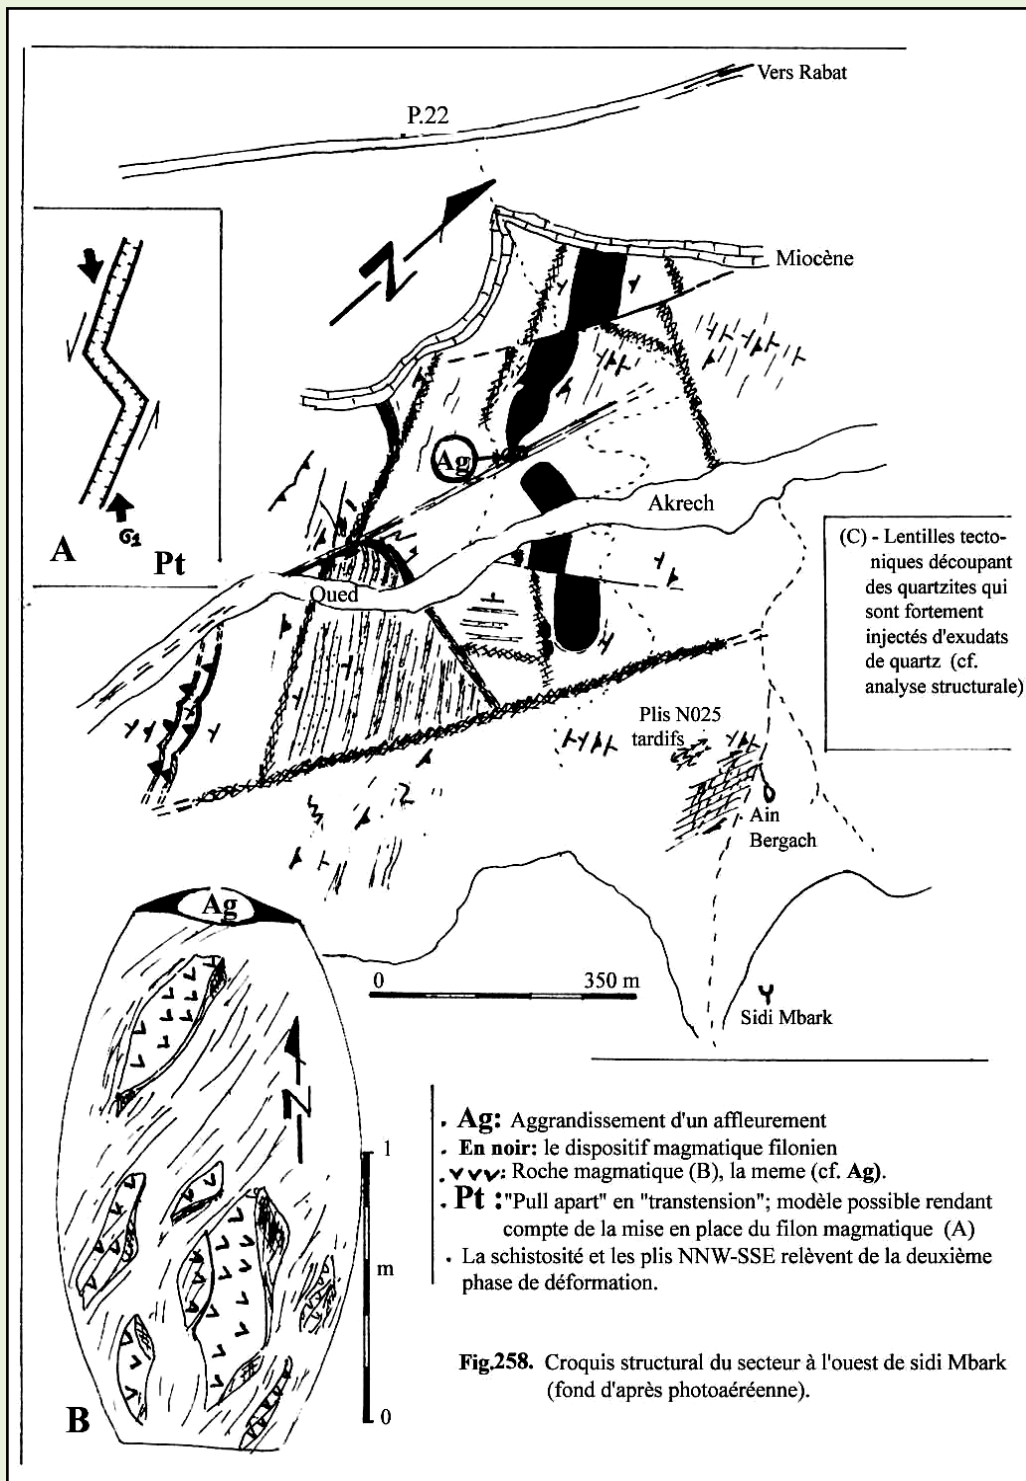 Vers Rabat
P.22
N
Miocène
A
σ1
Pt
Ag
Akrech
Qued
(C) - Lentilles tecto-
niques découpant
des quartzites qui
sont fortement
injectés d'exudats
de quartz (cf.
analyse structurale)
Plis N025
tardifs
Ain
Bergach
Ag
0 350 m
Sidi Mbark
N
1
m
0
B
. Ag: Aggrandissement d'un affleurement
. En noir: le dispositif magmatique filonien
. vvv: Roche magmatique (B), la meme (cf. Ag).
. Pt :"Pull apart" en "transtension"; modèle possible rendant
compte de la mise en place du filon magmatique (A)
. La schistosité et les plis NNW-SSE relèvent de la deuxième
phase de déformation.
Fig.258. Croquis structural du secteur à l'ouest de sidi Mbark
(fond d'après photoaéréenne).